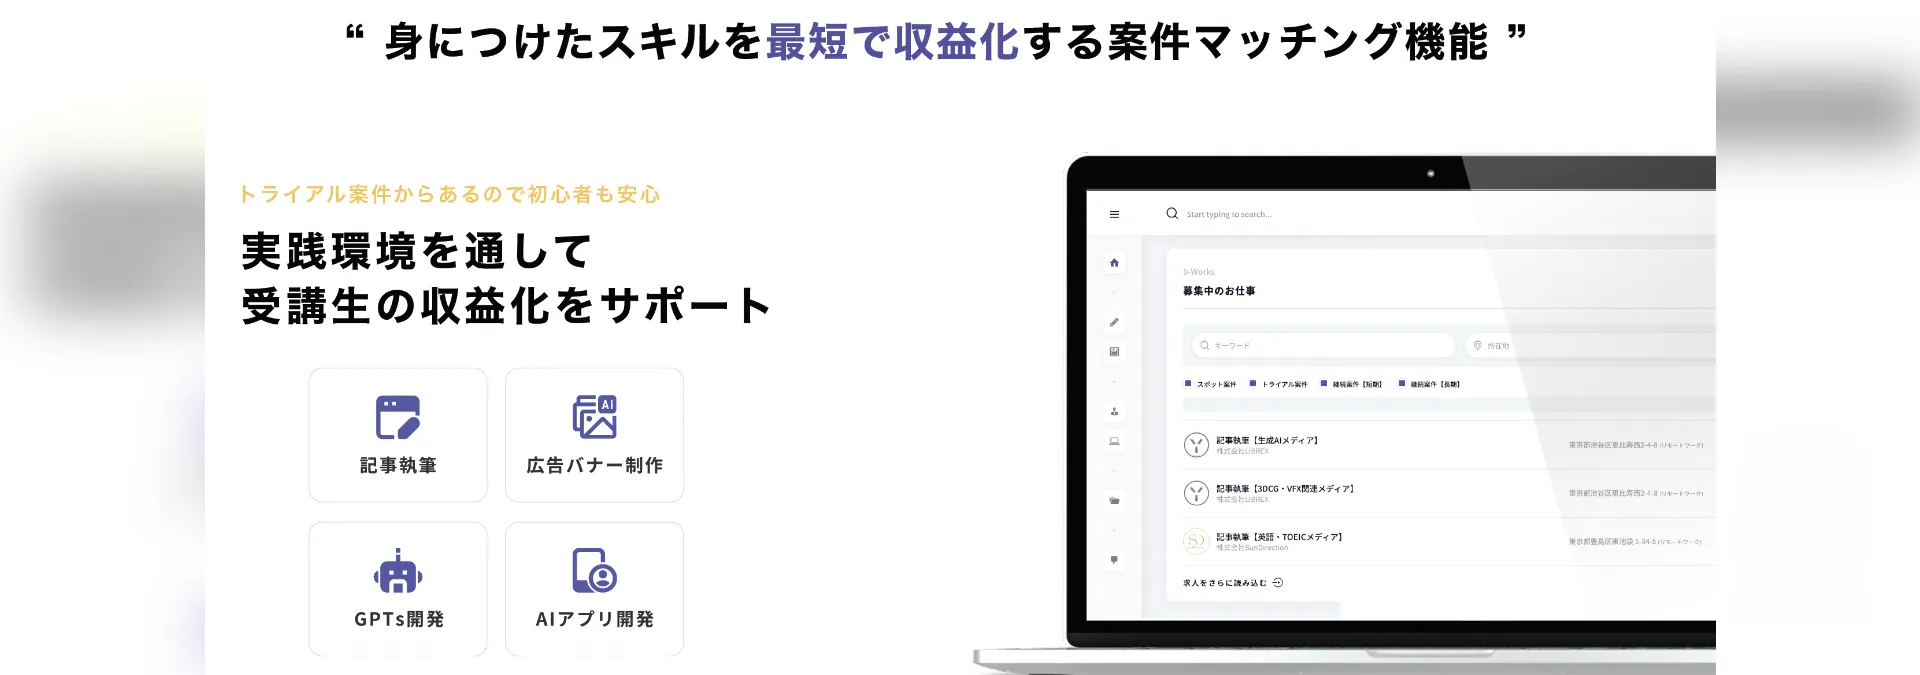 “ 身につけたスキルを最短で収益化する案件マッチング機能 ”
トライアル案件からあるので初心者も安心
実践環境を通して
受講生の収益化をサポート
記事執筆
AI
広告バナー制作
GPTs開発
AIアプリ開発
Start typing to search...
b-Works
募集中のお仕事
キーワード
所在地
スポット案件 トライアル案件 継続案件【短期】 継続案件【長期】
記事執筆【生成AIメディア】
株式会社LIBREX
東京都渋谷区恵比寿西2-4-8 (リモートワーク)
記事執筆【3DCG・VFX関連メディア】
株式会社LIBREX
東京都渋谷区恵比寿西2-4-8 (リモートワーク)
記事執筆【英語・TOEICメディア】
株式会社SunDirection
東京都豊島区東池袋 1-34-5 (リモートワーク)
求人をさらに読み込む